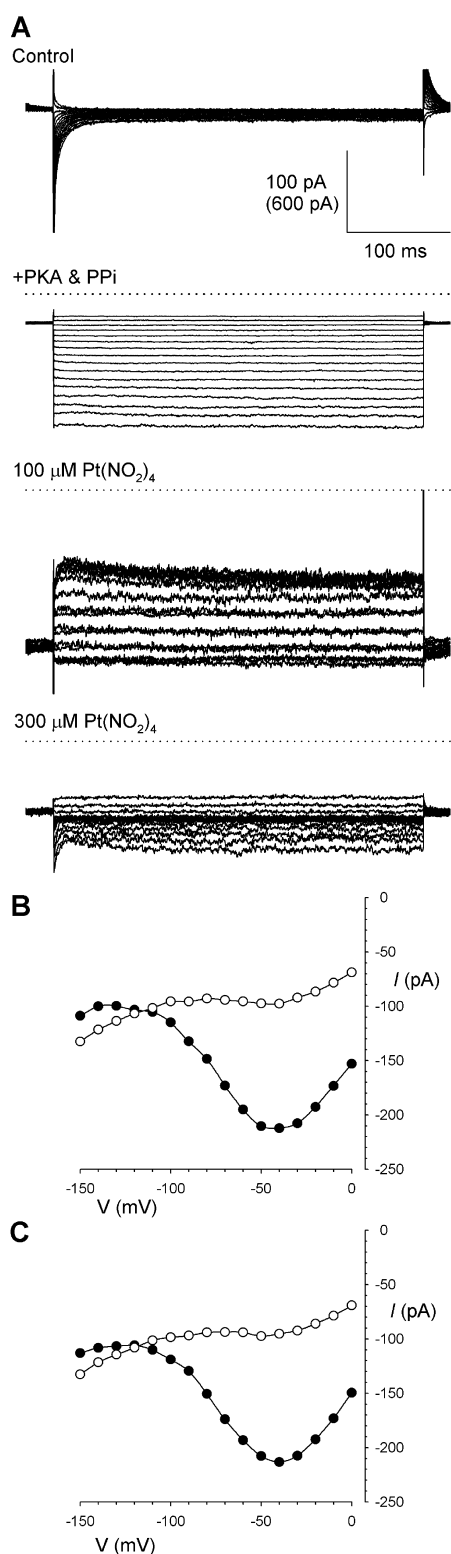 A
Control
100 pA
(600 pA)
100 ms
+PKA & PPi
100 μM Pt(NO₂)₄
300 μM Pt(NO₂)₄
B
0
-50
I (pA)
-100
-150
-200
-250
-150 -100 -50 0
V (mV)
C
0
-50
I (pA)
-100
-150
-200
-250
-150 -100 -50 0
V (mV)